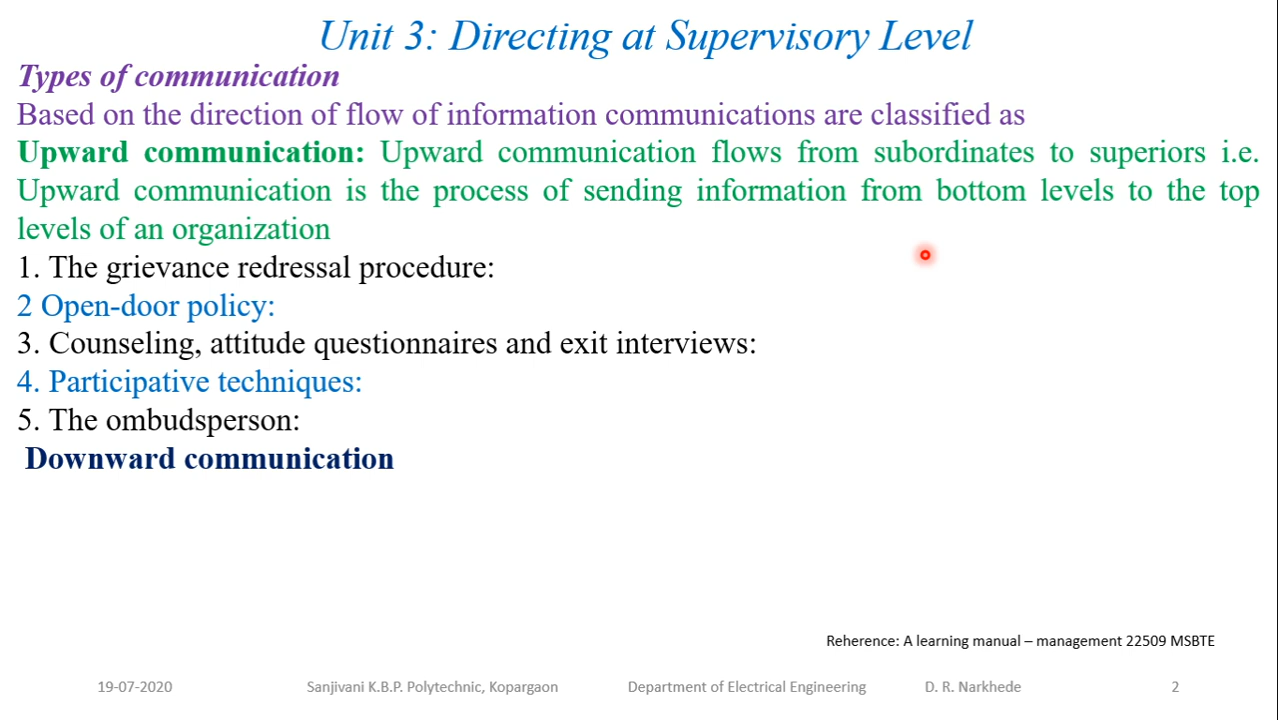 Unit 3: Directing at Supervisory Level
Types of communication
Based on the direction of flow of information communications are classified as
Upward communication: Upward communication flows from subordinates to superiors i.e.
Upward communication is the process of sending information from bottom levels to the top
levels of an organization
1. The grievance redressal procedure:
2 Open-door policy:
3. Counseling, attitude questionnaires and exit interviews:
4. Participative techniques:
5. The ombudsperson:
Downward communication
Reherence: A learning manual – management 22509 MSBTE
19-07-2020 Sanjivani K.B.P. Polytechnic, Kopargaon Department of Electrical Engineering D. R. Narkhede 2